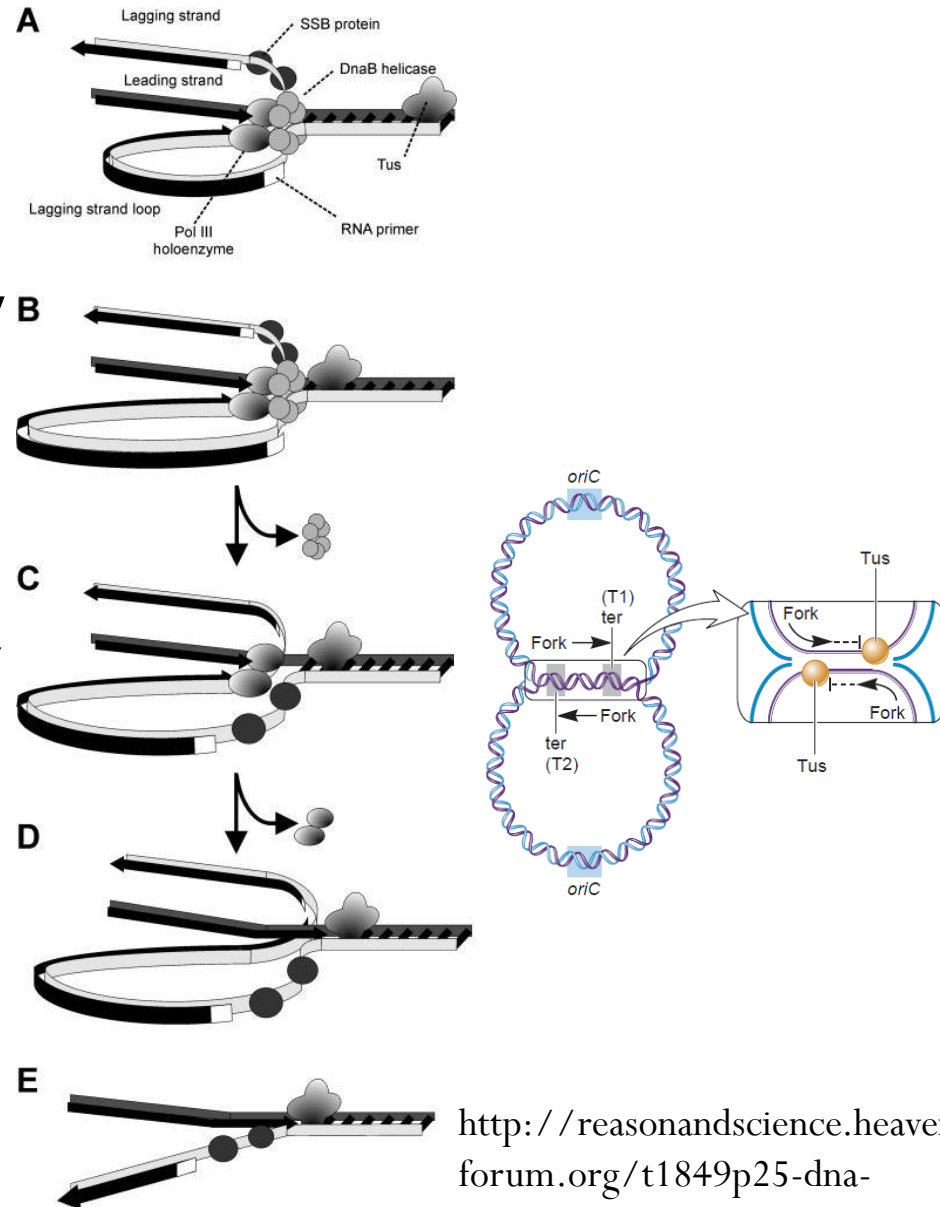 A
Lagging strand
SSB protein
DnaB helicase
Leading strand
Tus
Lagging strand loop
Pol III
holoenzyme
RNA primer
B
C
D
E
oriC
(T1)
ter
Fork
Fork
ter
(T2)
oriC
Tus
Fork
Fork
Tus
http://reasonandscience.heaven
forum.org/t1849p25-dna-